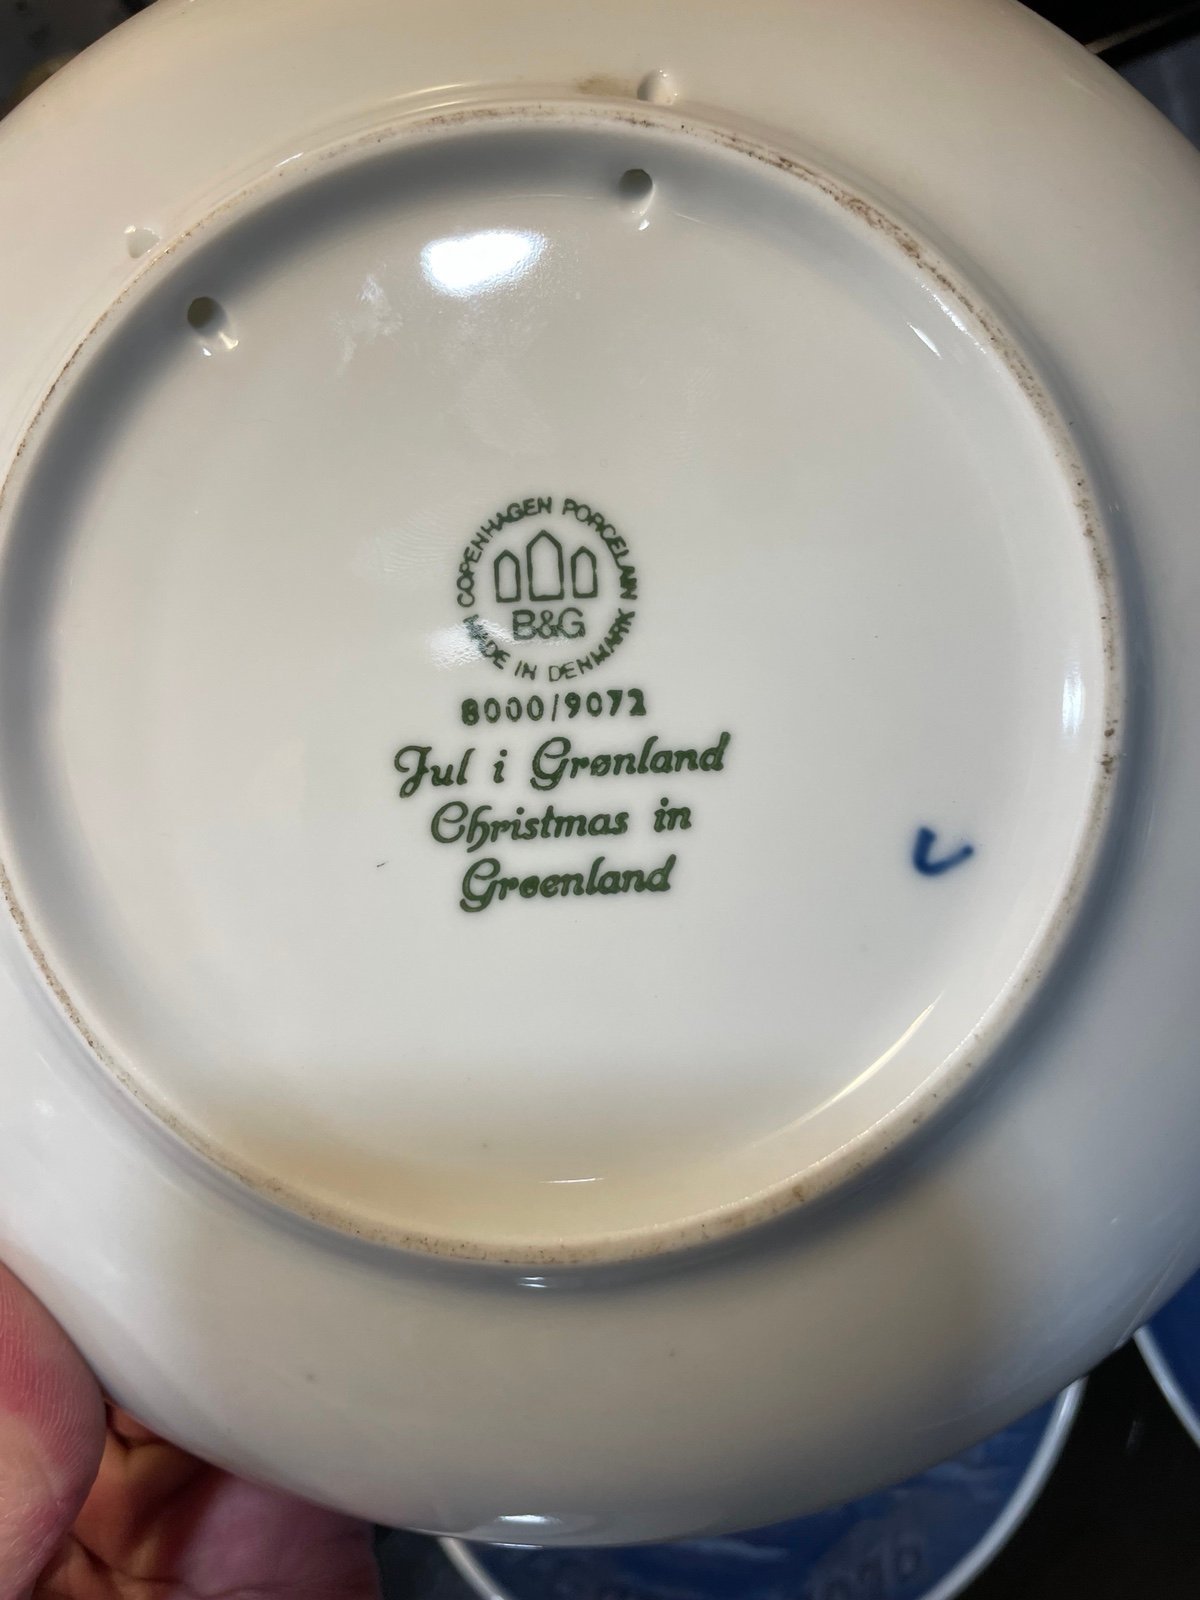 COPENHAGEN PORCELAIN
B&G
MADE IN DENMARK
8000/9072
Jul i Grønland
Christmas in
Greenland